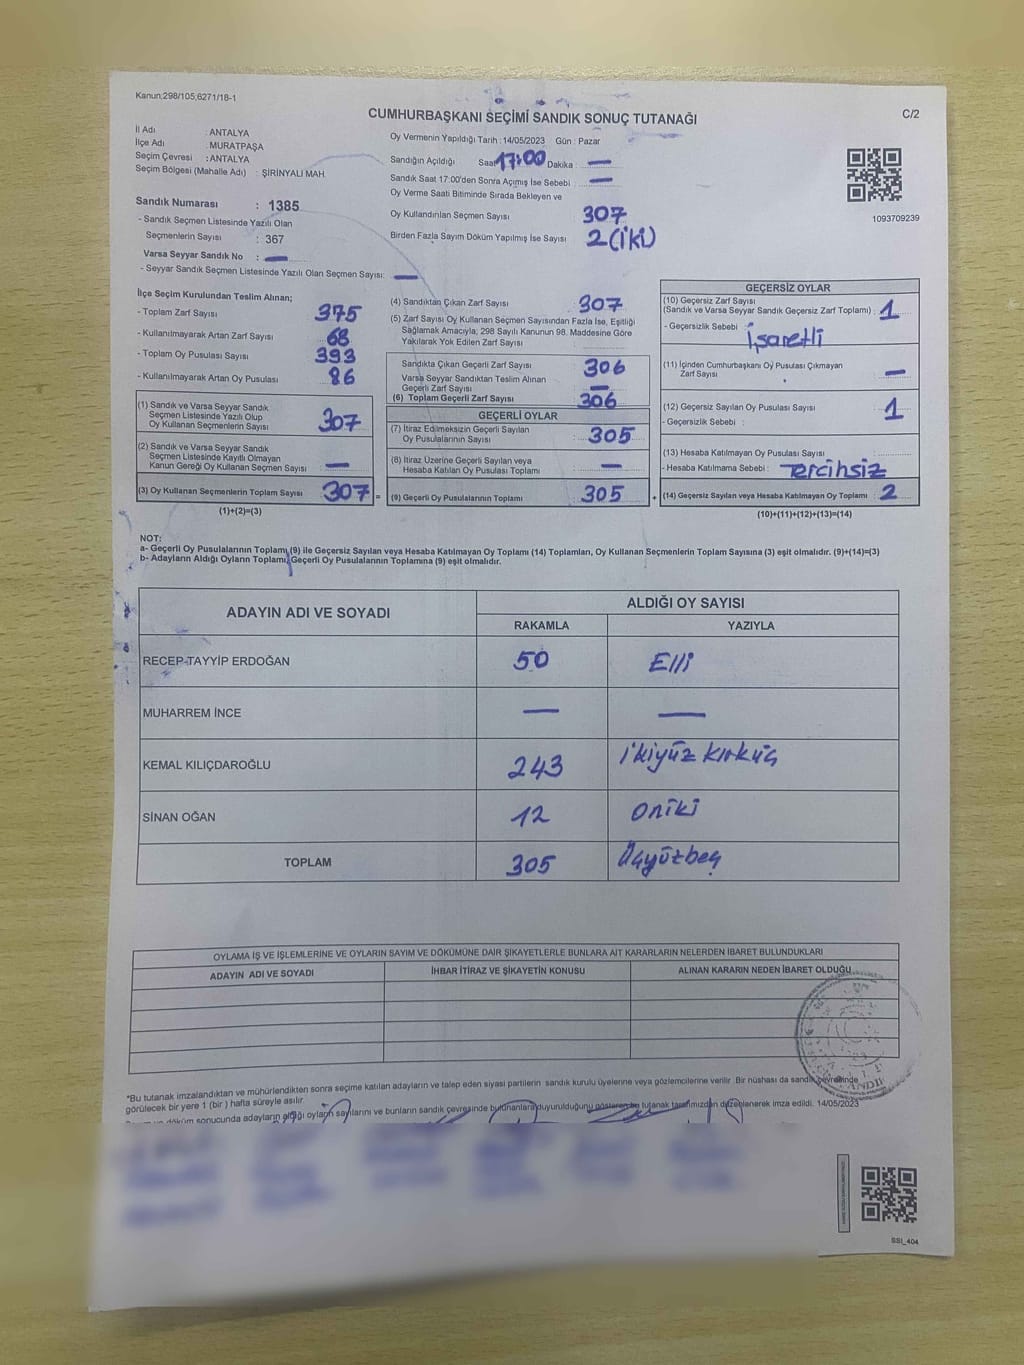 Kanun;298/105;6271/18-1
CUMHURBAŞKANI SEÇİMİ SANDIK SONUÇ TUTANAĞI
C/2
İl Adı : ANTALYA
İlçe Adı : MURATPAŞA
Seçim Çevresi : ANTALYA
Seçim Bölgesi (Mahalle Adı) : ŞİRİNYALI MAH.
Sandık Numarası : 1385
- Sandık Seçmen Listesinde Yazılı Olan
Seçmenlerin Sayısı : 367
Varsa Seyyar Sandık No : —
- Seyyar Sandık Seçmen Listesinde Yazılı Olan Seçmen Sayısı: —
Oy Vermenin Yapıldığı Tarih : 14/05/2023 Gün : Pazar
Sandığın Açıldığı Saat 17:00 Dakika : —
Sandık Saat 17:00'den Sonra Açımış İse Sebebi : —
Oy Verme Saati Bitiminde Sırada Bekleyen ve
Oy Kullandırılan Seçmen Sayısı 307
Birden Fazla Sayım Döküm Yapılmış İse Sayısı 2 (iki)
1093709239
İlçe Seçim Kurulundan Teslim Alınan;
- Toplam Zarf Sayısı 375
- Kullanılmayarak Artan Zarf Sayısı 68
- Toplam Oy Pusulası Sayısı 393
- Kullanılmayarak Artan Oy Pusulası 86
(1) Sandık ve Varsa Seyyar Sandık
Seçmen Listesinde Yazılı Olup
Oy Kullanan Seçmenlerin Sayısı 307
(2) Sandık ve Varsa Seyyar Sandık
Seçmen Listesinde Kayıtlı Olmayan
Kanun Gereği Oy Kullanan Seçmen Sayısı —
(3) Oy Kullanan Seçmenlerin Toplam Sayısı 307 =
(1)+(2)=(3)
(4) Sandıktan Çıkan Zarf Sayısı 307
(5) Zarf Sayısı Oy Kullanan Seçmen Sayısından Fazla İse, Eşitliği
Sağlamak Amacıyla; 298 Sayılı Kanunun 98. Maddesine Göre
Yakılarak Yok Edilen Zarf Sayısı
Sandıkta Çıkan Geçerli Zarf Sayısı 306
Varsa Seyyar Sandıktan Teslim Alınan
Geçerli Zarf Sayısı —
(6) Toplam Geçerli Zarf Sayısı 306
GEÇERLİ OYLAR
(7) İtiraz Edilmeksizin Geçerli Sayılan
Oy Pusulalarının Sayısı : 305
(8) İtiraz Üzerine Geçerli Sayılan veya
Hesaba Katılan Oy Pusulası Toplamı : —
(9) Geçerli Oy Pusulalarının Toplamı : 305 +
GEÇERSİZ OYLAR
(10) Geçersiz Zarf Sayısı
(Sandık ve Varsa Seyyar Sandık Geçersiz Zarf Toplamı) : 1
- Geçersizlik Sebebi : İşaretli
(11) İçinden Cumhurbaşkanı Oy Pusulası Çıkmayan
Zarf Sayısı —
(12) Geçersiz Sayılan Oy Pusulası Sayısı 1
- Geçersizlik Sebebi :
(13) Hesaba Katılmayan Oy Pusulası Sayısı
- Hesaba Katılmama Sebebi : Tercihsiz
(14) Geçersiz Sayılan veya Hesaba Katılmayan Oy Toplamı : 2
(10)+(11)+(12)+(13)=(14)
NOT:
a- Geçerli Oy Pusulalarının Toplamı (9) ile Geçersiz Sayılan veya Hesaba Katılmayan Oy Toplamı (14) Toplamları, Oy Kullanan Seçmenlerin Toplam Sayısına (3) eşit olmalıdır. (9)+(14)=(3)
b- Adayların Aldığı Oyların Toplamı, Geçerli Oy Pusulalarının Toplamına (9) eşit olmalıdır.
ADAYIN ADI VE SOYADI
ALDIĞI OY SAYISI
RAKAMLA YAZIYLA
RECEP TAYYİP ERDOĞAN 50 Elli
MUHARREM İNCE — —
KEMAL KILIÇDAROĞLU 243 ikiyüz kırküç
SİNAN OĞAN 12 Oniki
TOPLAM 305 Üçyüzbeş
OYLAMA İŞ VE İŞLEMLERİNE VE OYLARIN SAYIM VE DÖKÜMÜNE DAİR ŞİKAYETLERLE BUNLARA AİT KARARLARIN NELERDEN İBARET BULUNDUKLARI
ADAYIN ADI VE SOYADI İHBAR İTİRAZ VE ŞİKAYETİN KONUSU ALINAN KARARIN NEDEN İBARET OLDUĞU
*Bu tutanak imzalandıktan ve mühürlendikten sonra seçime katılan adayların ve talep eden siyasi partilerin sandık kurulu üyelerine veya gözlemcilerine verilir. Bir nüshası da sandık çevresinde
görülecek bir yere 1 (bir) hafta süreyle asılır.
döküm sonucunda adayların aldığı oyların sayılarını ve bunların sandık çevresinde bulunanlara duyurulduğunu gösteren bu tutanak tarafımızdan düzenlenerek imza edildi. 14/05/2023
SSI_404